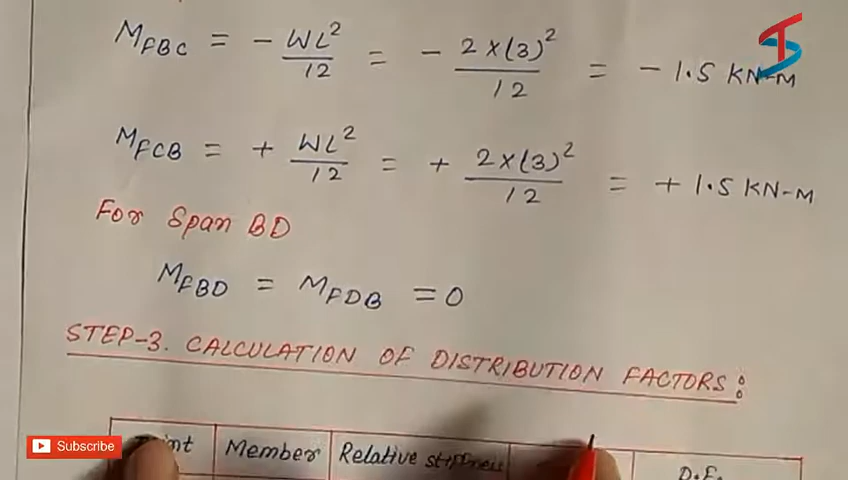 MFBC = - WL²/12 = - 2×(3)²/12 = - 1.5 KN-M
MFCB = + WL²/12 = + 2×(3)²/12 = + 1.5 KN-M
For Span BD
MFBD = MFDB = 0
STEP-3. CALCULATION OF DISTRIBUTION FACTORS:
Member Relative stiffness D.F.
Subscribe